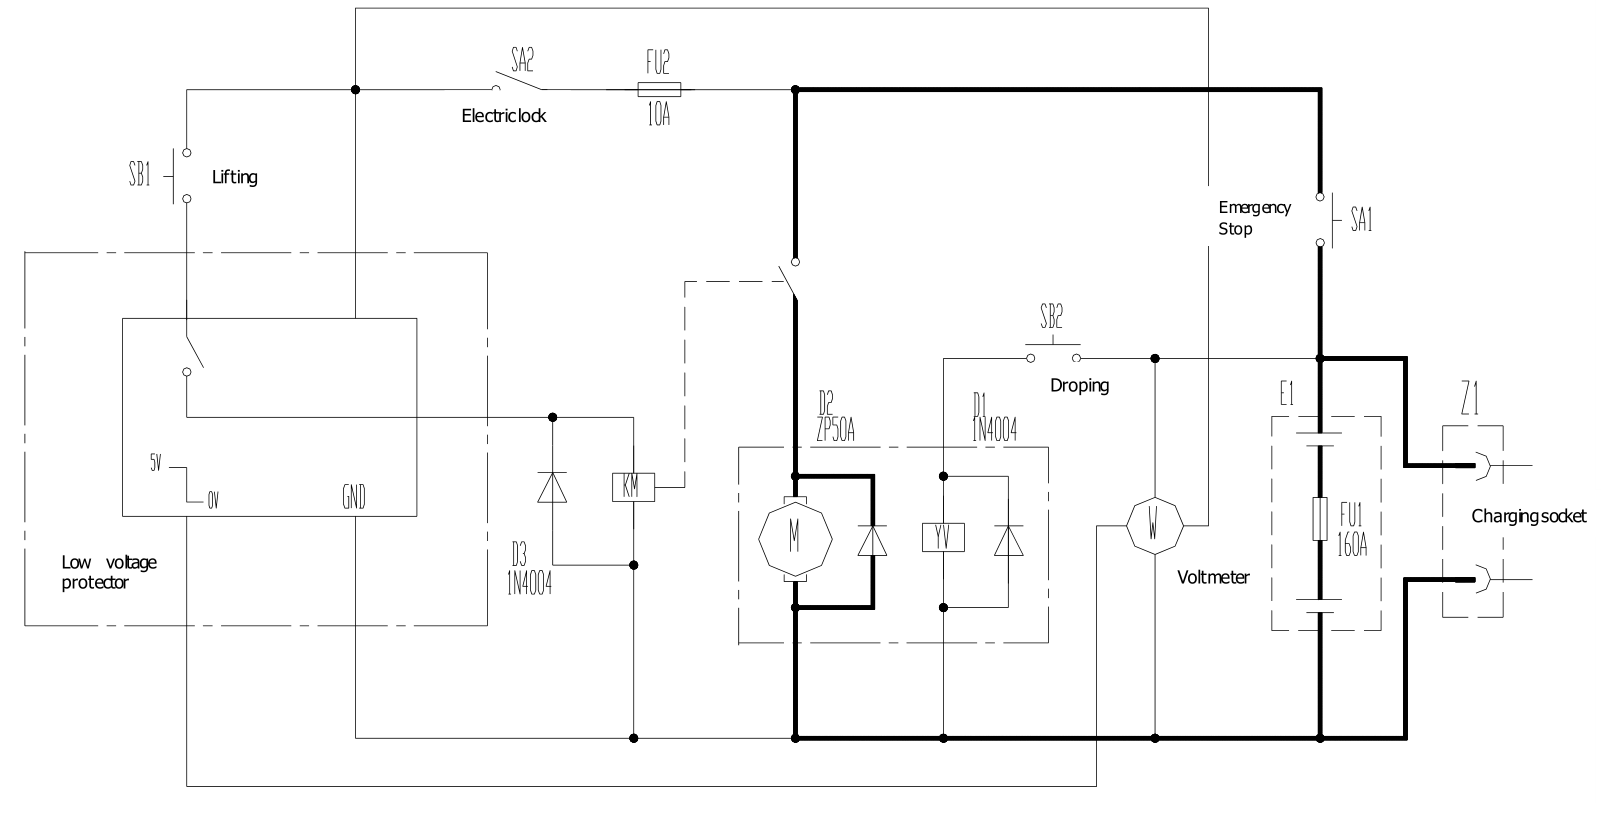 SA2
FU2
Electric lock
10A
SB1
Lifting
Emergency
Stop
SA1
SB2
Droping
D2
ZP50A
D1
1N4004
E1
Z1
5V
0V
GND
KM
M
YV
W
FU1
160A
Charging socket
Low voltage
protector
D3
1N4004
Voltmeter